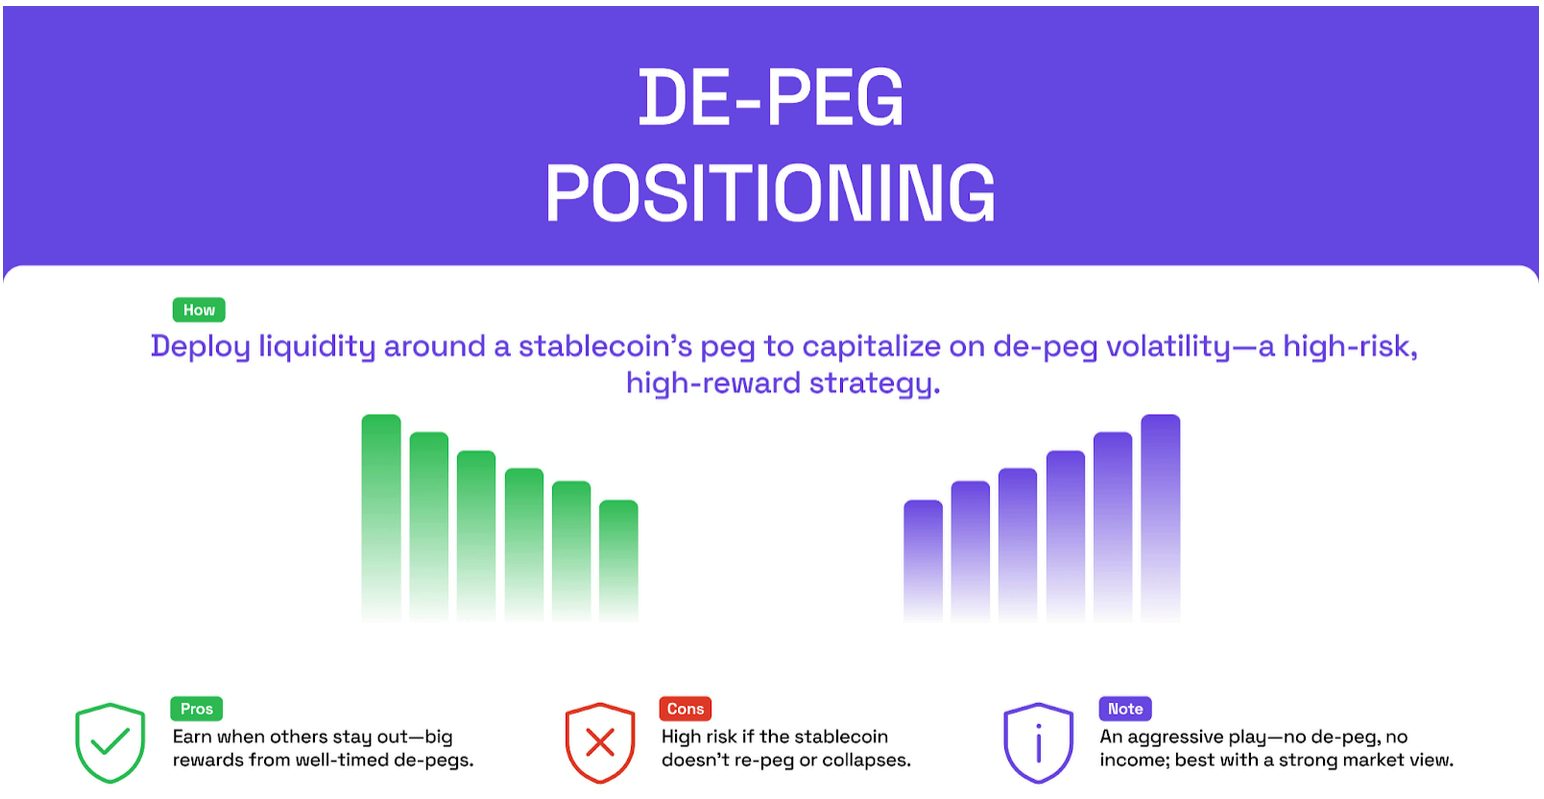 DE-PEG
POSITIONING
How
Deploy liquidity around a stablecoin’s peg to capitalize on de-peg volatility—a high-risk,
high-reward strategy.
Pros
Earn when others stay out—big
rewards from well-timed de-pegs.
Cons
High risk if the stablecoin
doesn’t re-peg or collapses.
Note
An aggressive play—no de-peg, no
income; best with a strong market view.